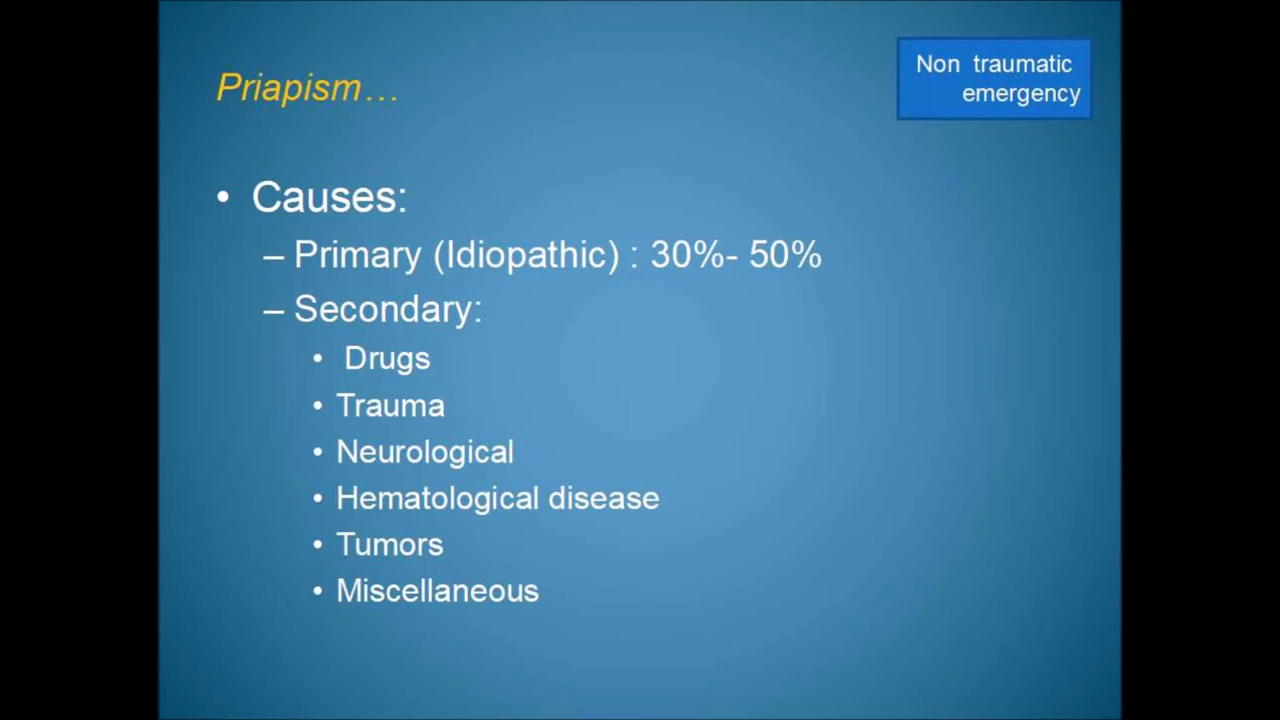 Priapism…
Non traumatic
emergency
• Causes:
– Primary (Idiopathic) : 30%- 50%
– Secondary:
• Drugs
• Trauma
• Neurological
• Hematological disease
• Tumors
• Miscellaneous